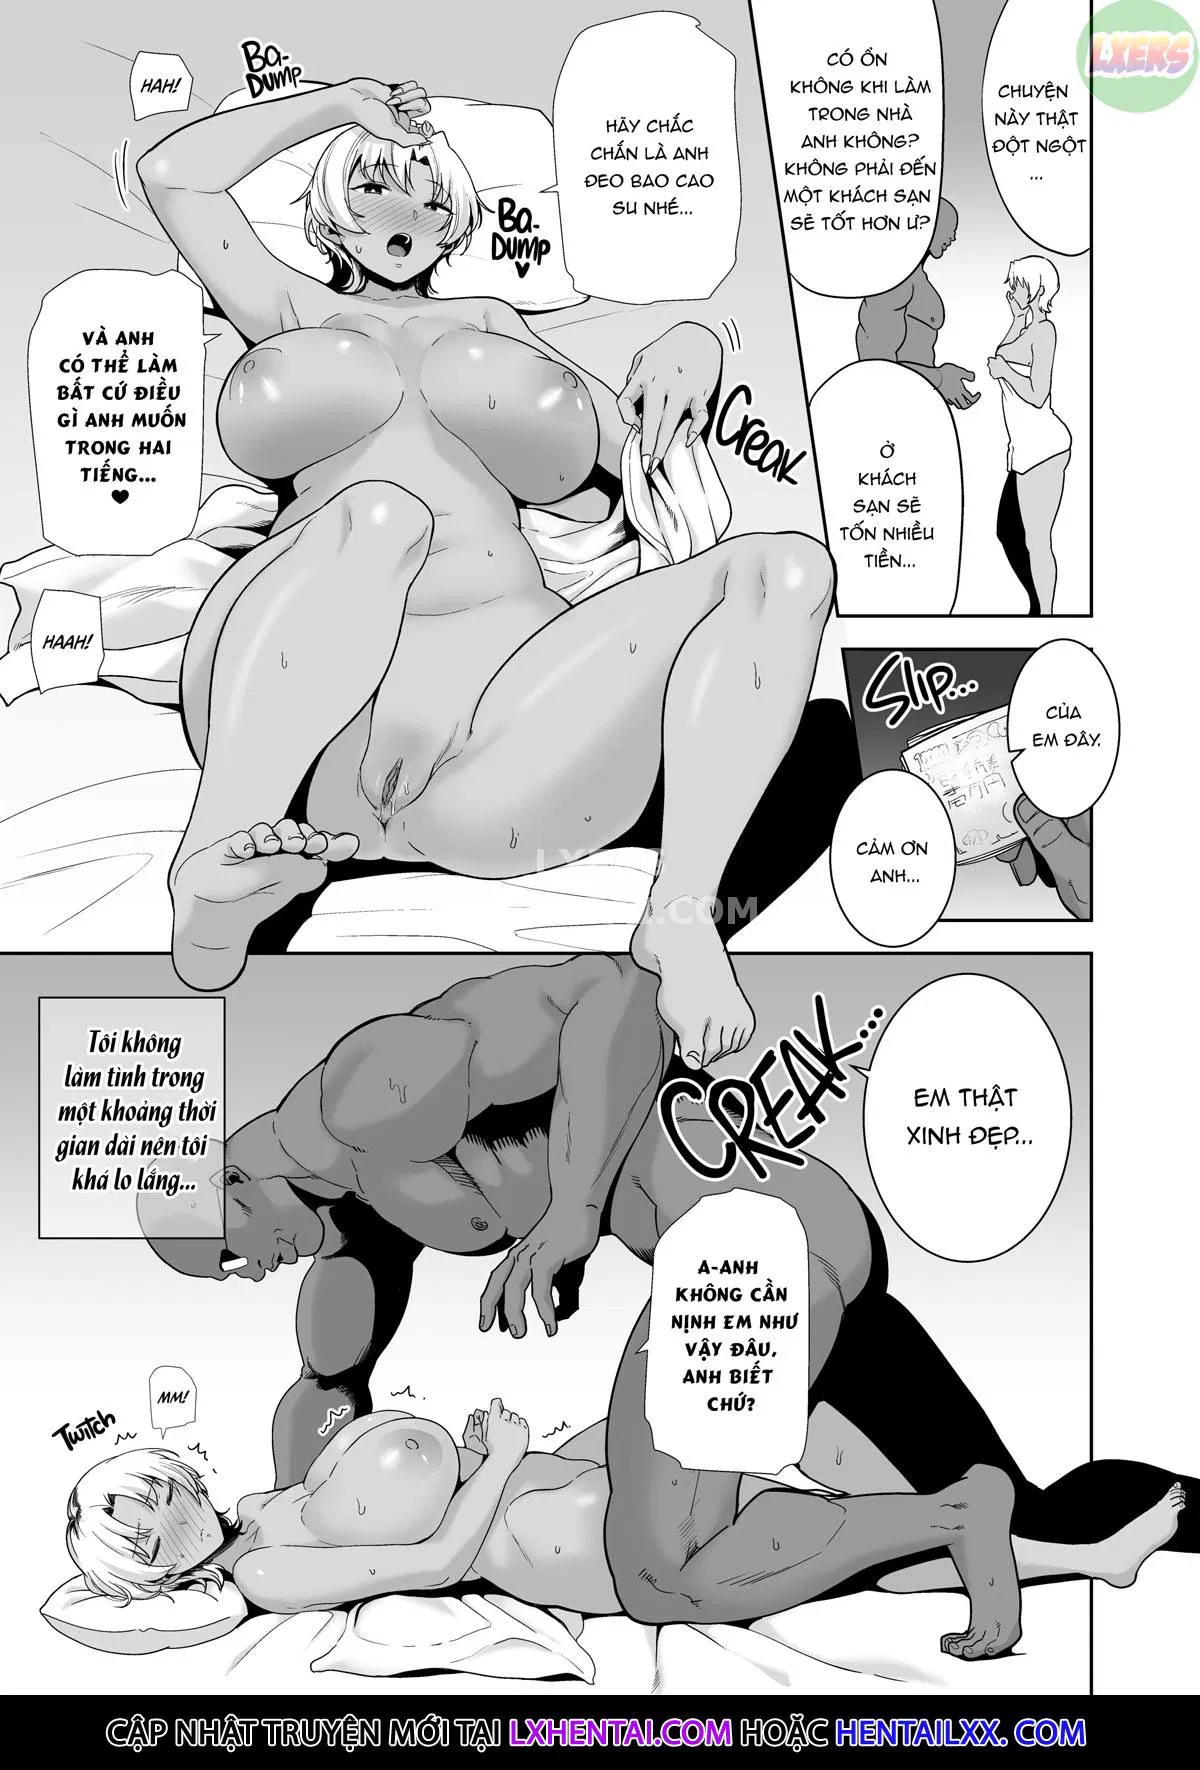 LXERS
CHUYỆN
NÀY THẬT
ĐỘT NGỘT
...
CÓ ỔN
KHÔNG KHI LÀM
TRONG NHÀ
ANH KHÔNG?
KHÔNG PHẢI ĐẾN
MỘT KHÁCH SẠN
SẼ TỐT HƠN Ư?
Ở
KHÁCH
SẠN SẼ
TỐN NHIỀU
TIỀN...
SLIP...
CỦA
EM ĐÂY.
CẢM ƠN
ANH...
HÃY CHẮC
CHẮN LÀ ANH
ĐEO BAO CAO
SU NHÉ...
BA-
DUMP
HAH!
BA-
DUMP
Creak
VÀ ANH
CÓ THỂ LÀM
BẤT CỨ ĐIỀU
GÌ ANH MUỐN
TRONG HAI
TIẾNG...
♥
HAAH!
EM THẬT
XINH ĐẸP...
CREAK...
Tôi không
làm tình trong
một khoảng thời
gian dài nên tôi
khá lo lắng...
A-ANH
KHÔNG CẦN
NỊNH EM NHƯ
VẬY ĐÂU,
ANH BIẾT
CHỨ?
MM!
Twitch
CẬP NHẬT TRUYỆN MỚI TẠI LXHENTAI.COM HOẶC HENTAILXX. COM